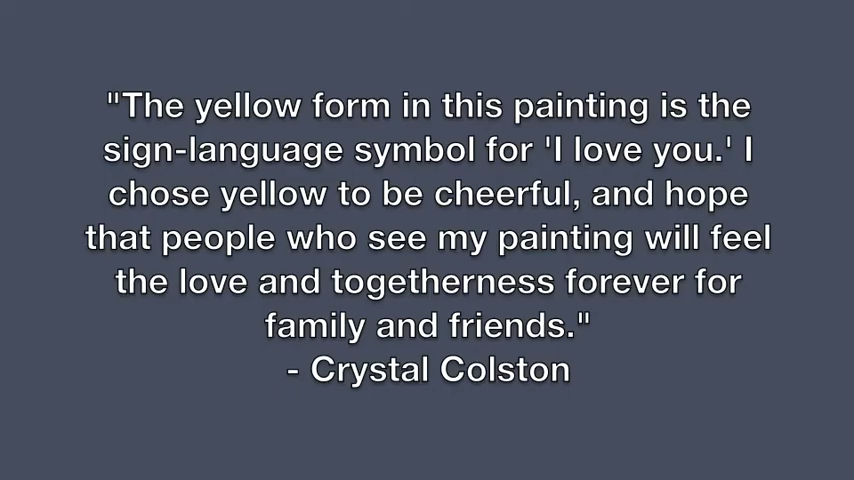 "The yellow form in this painting is the
sign-language symbol for 'I love you.' I
chose yellow to be cheerful, and hope
that people who see my painting will feel
the love and togetherness forever for
family and friends."
- Crystal Colston